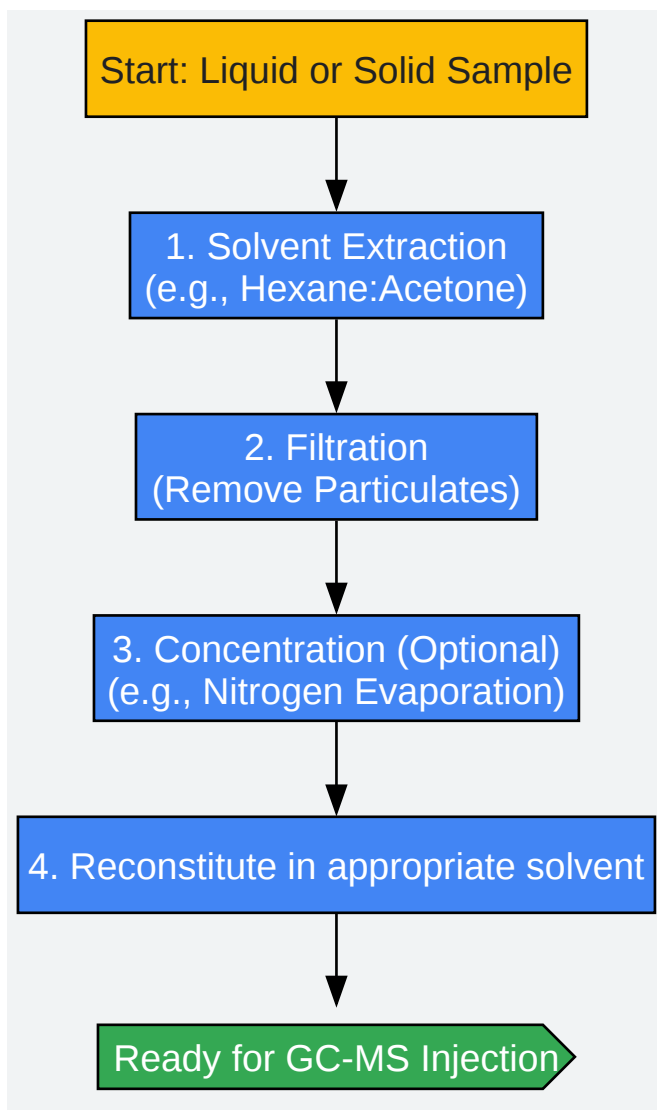 Start: Liquid or Solid Sample
1. Solvent Extraction
(e.g., Hexane:Acetone)
2. Filtration
(Remove Particulates)
3. Concentration (Optional)
(e.g., Nitrogen Evaporation)
4. Reconstitute in appropriate solvent
Ready for GC-MS Injection